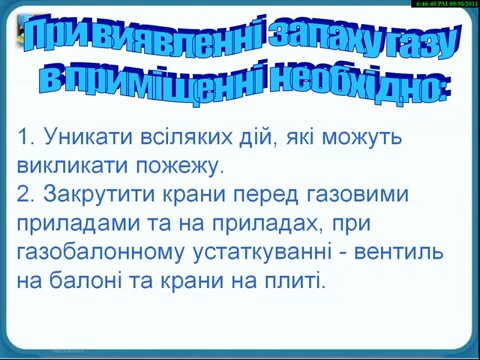 6:46:40 PM 09/30/2011
При виявленні запаху газу
в приміщенні необхідно:
1. Уникати всіляких дій, які можуть
викликати пожежу.
2. Закрутити крани перед газовими
приладами та на приладах, при
газобалонному устаткуванні - вентиль
на балоні та крани на плиті.